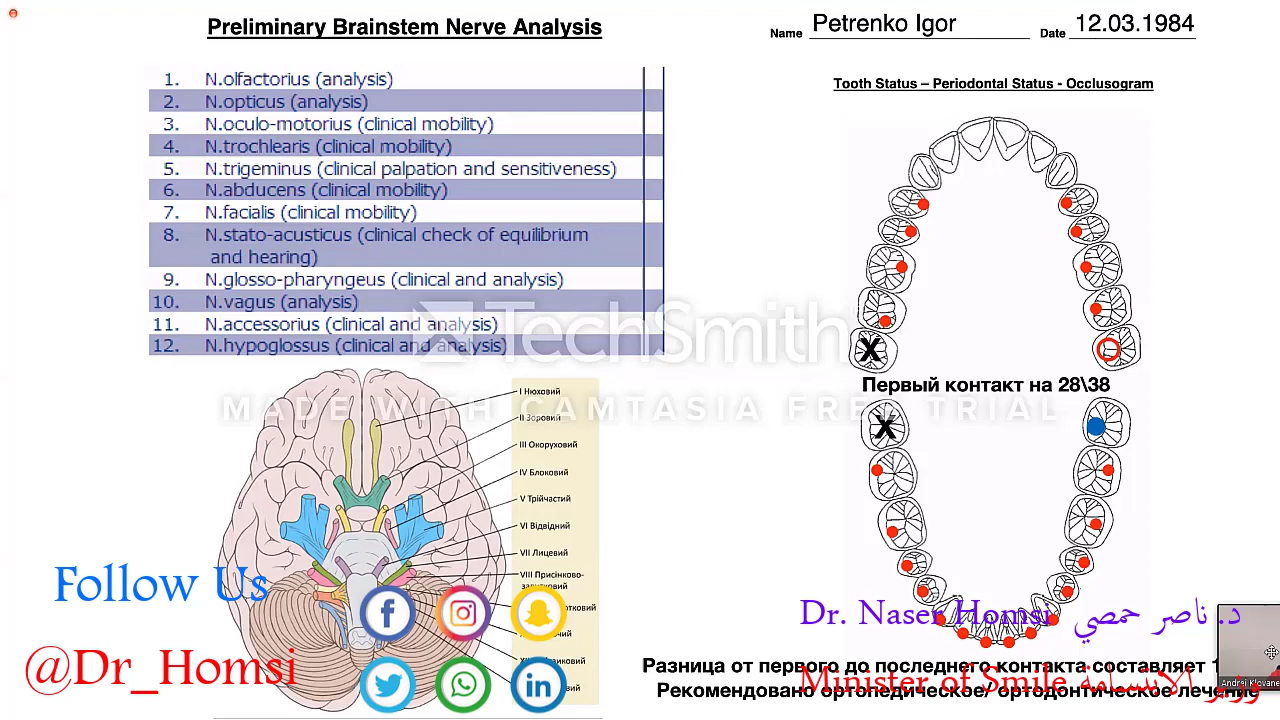 Preliminary Brainstem Nerve Analysis
Name Petrenko Igor Date 12.03.1984
1. N.olfactorius (analysis)
2. N.opticus (analysis)
3. N.oculo-motorius (clinical mobility)
4. N.trochlearis (clinical mobility)
5. N.trigeminus (clinical palpation and sensitiveness)
6. N.abducens (clinical mobility)
7. N.facialis (clinical mobility)
8. N.stato-acusticus (clinical check of equilibrium
and hearing)
9. N.glosso-pharyngeus (clinical and analysis)
10. N.vagus (analysis)
11. N.accessorius (clinical and analysis)
12. N.hypoglossus (clinical and analysis)
Tooth Status – Periodontal Status - Occlusogram
X
Первый контакт на 28\38
X
TechSmith
MADE WITH CAMTASIA FREE TRIAL
I Нюховий
II Зоровий
III Окоруховий
IV Блоковий
V Трійчастий
VI Відвідний
VII Лицевий
VIII Присінково-
завитковий
Follow Us
@Dr_Homsi
Dr. Naser Homsi د. ناصر حمصي
Разница от первого до последнего контакта составляет
Рекомендовано ортопедическое/ ортодонтическое лечение
Minister of Smile وزير الابتسامة
Andrei Klovane